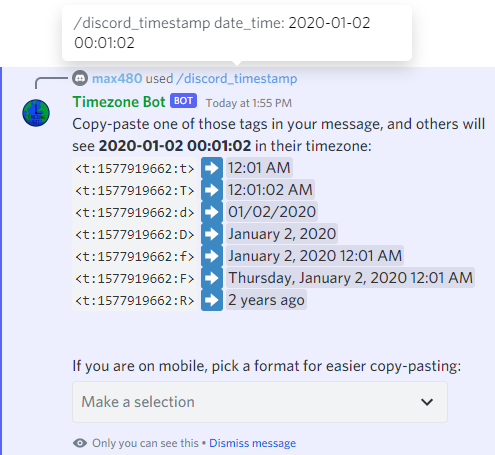 /discord_timestamp date_time: 2020-01-02
00:01:02
max480 used /discord_timestamp
Timezone Bot BOT Today at 1:55 PM
Copy-paste one of those tags in your message, and others will
see 2020-01-02 00:01:02 in their timezone:
<t:1577919662:t> ➡ 12:01 AM
<t:1577919662:T> ➡ 12:01:02 AM
<t:1577919662:d> ➡ 01/02/2020
<t:1577919662:D> ➡ January 2, 2020
<t:1577919662:f> ➡ January 2, 2020 12:01 AM
<t:1577919662:F> ➡ Thursday, January 2, 2020 12:01 AM
<t:1577919662:R> ➡ 2 years ago
If you are on mobile, pick a format for easier copy-pasting:
Make a selection
Only you can see this • Dismiss message